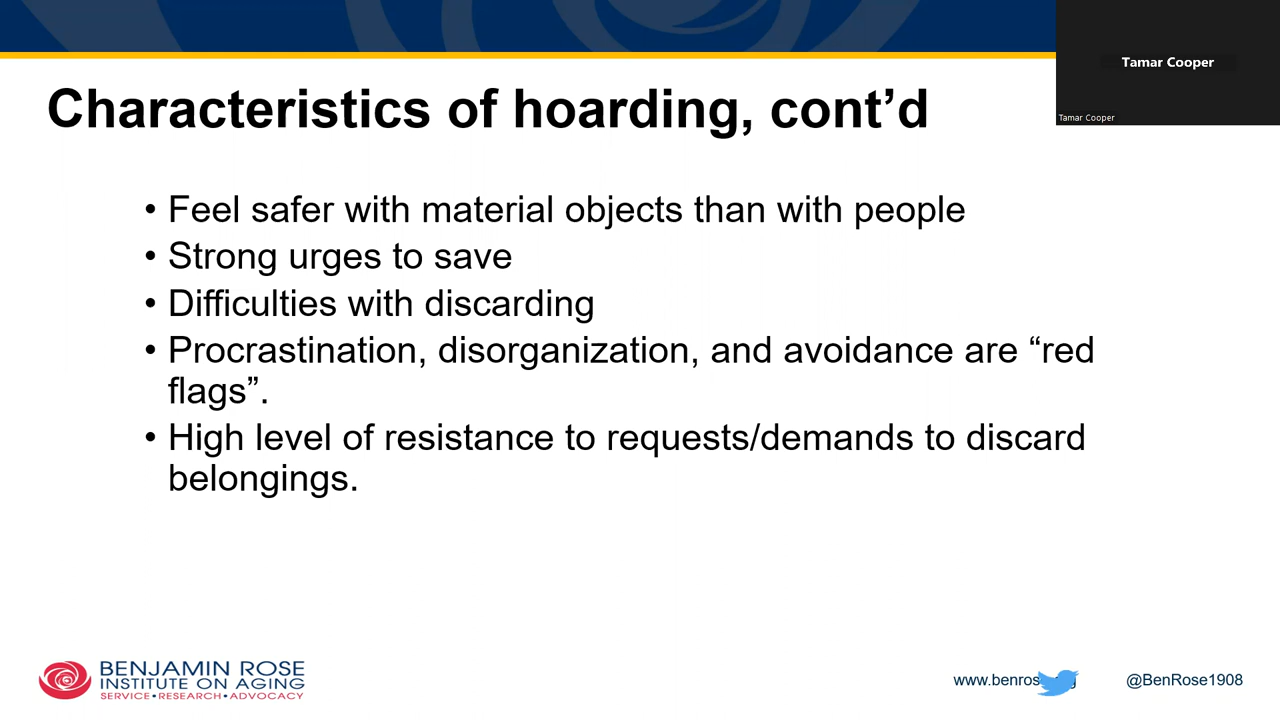 Tamar Cooper
Tamar Cooper
Characteristics of hoarding, cont’d
• Feel safer with material objects than with people
• Strong urges to save
• Difficulties with discarding
• Procrastination, disorganization, and avoidance are “red
flags”.
• High level of resistance to requests/demands to discard
belongings.
BENJAMIN ROSE
INSTITUTE ON AGING
SERVICE•RESEARCH•ADVOCACY
@BenRose1908